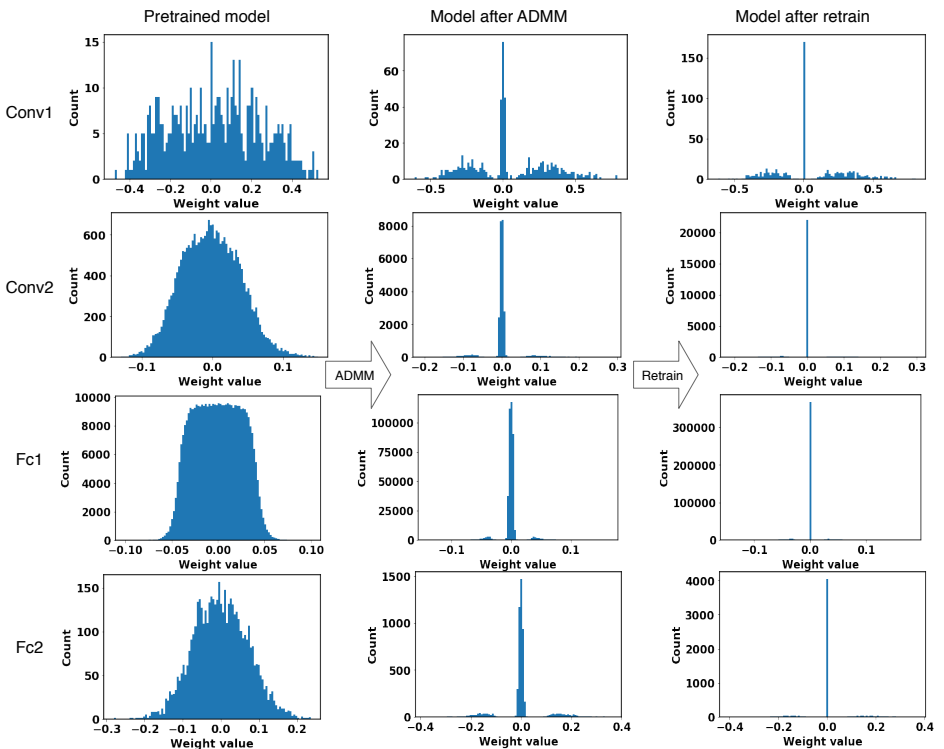 Pretrained model Model after ADMM Model after retrain
Conv1
Count
15
10
5
0
−0.4 −0.2 0.0 0.2 0.4
Weight value
Count
60
40
20
0
−0.5 0.0 0.5
Weight value
Count
150
100
50
0
−0.5 0.0 0.5
Weight value
Conv2
Count
600
400
200
0
−0.1 0.0 0.1
Weight value
ADMM
Count
8000
6000
4000
2000
0
−0.2 −0.1 0.0 0.1 0.2 0.3
Weight value
Retrain
Count
20000
15000
10000
5000
0
−0.2 −0.1 0.0 0.1 0.2 0.3
Weight value
Fc1
Count
10000
8000
6000
4000
2000
0
−0.10 −0.05 0.00 0.05 0.10
Weight value
Count
100000
75000
50000
25000
0
−0.1 0.0 0.1
Weight value
Count
300000
200000
100000
0
−0.1 0.0 0.1
Weight value
Fc2
Count
150
100
50
0
−0.3 −0.2 −0.1 0.0 0.1 0.2
Weight value
Count
1500
1000
500
0
−0.4 −0.2 0.0 0.2 0.4
Weight value
Count
4000
3000
2000
1000
0
−0.4 −0.2 0.0 0.2 0.4
Weight value